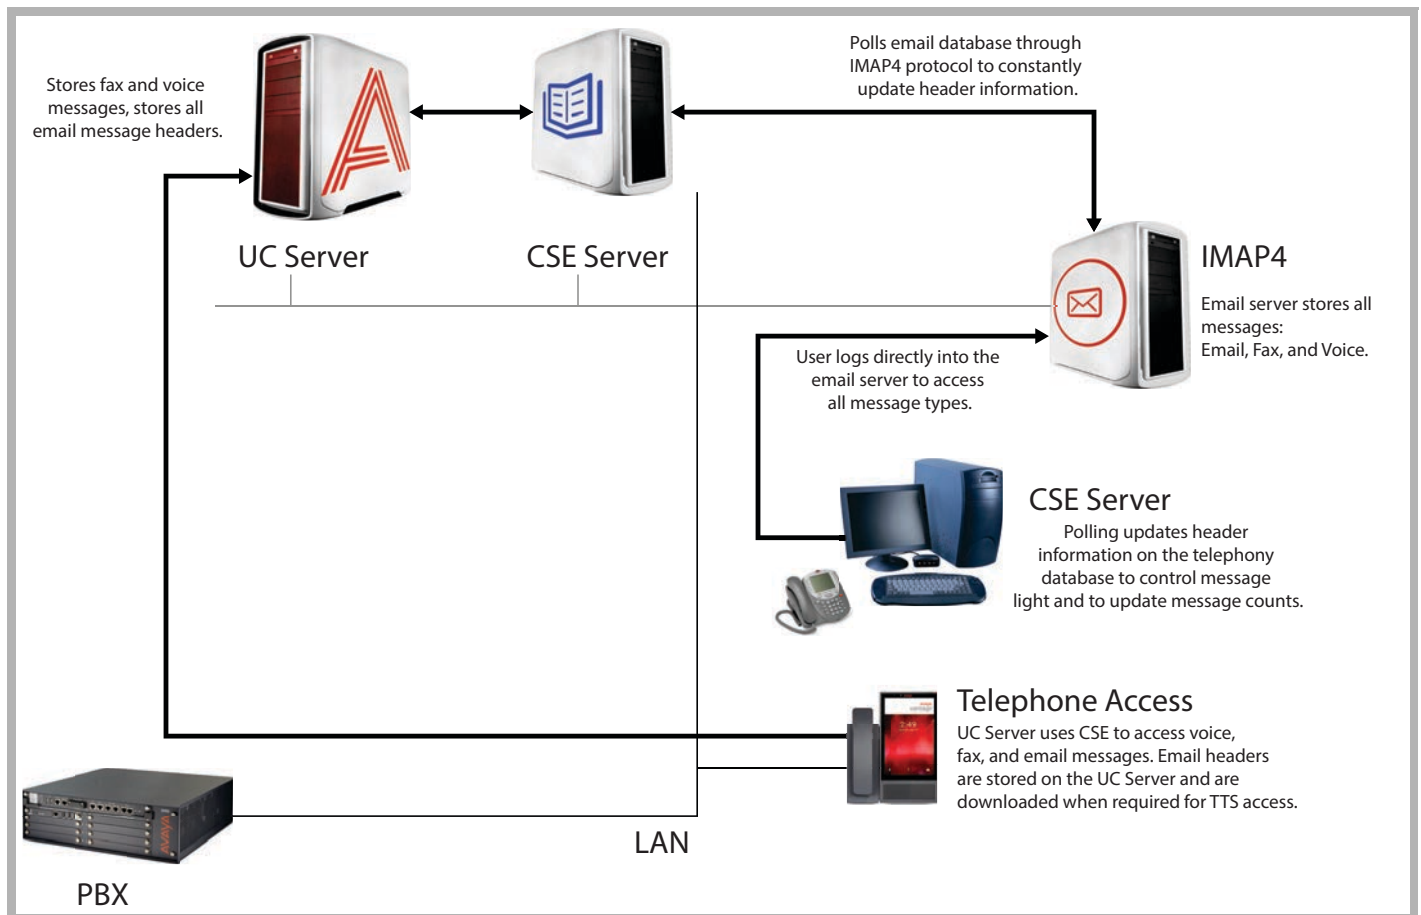 Stores fax and voice
messages, stores all
email message headers.
Polls email database through
IMAP4 protocol to constantly
update header information.
UC Server
CSE Server
IMAP4
Email server stores all
messages:
Email, Fax, and Voice.
User logs directly into the
email server to access
all message types.
CSE Server
Polling updates header
information on the telephony
database to control message
light and to update message counts.
Telephone Access
UC Server uses CSE to access voice,
fax, and email messages. Email headers
are stored on the UC Server and are
downloaded when required for TTS access.
AVAYA
LAN
PBX